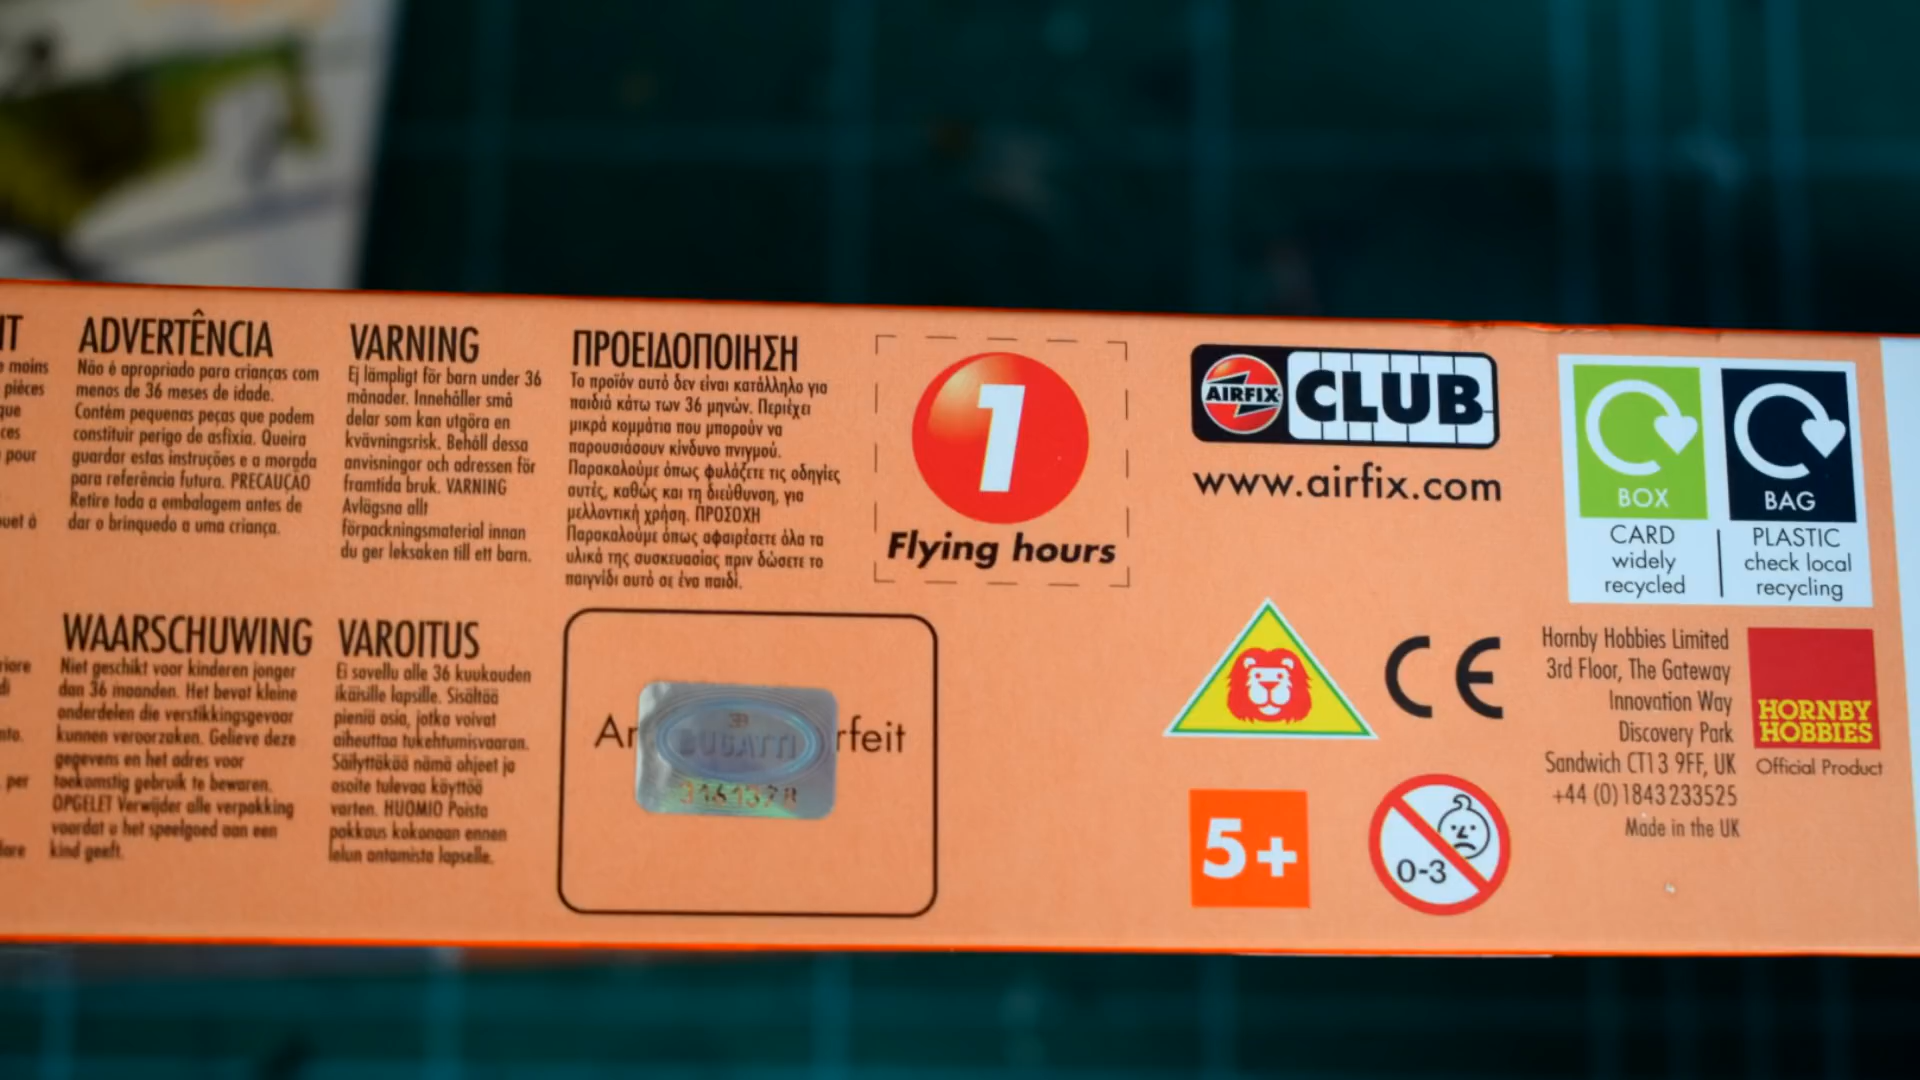 NT
moins
pièces
que
ces
pour
ouet à
ADVERTÊNCIA
Não é apropriado para crianças com
menos de 36 meses de idade.
Contém pequenas peças que podem
constituir perigo de asfixia. Queira
guardar estas instruções e a morada
para referência futura. PRECAUÇÃO
Retire toda a embalagem antes de
dar o brinquedo a uma criança.
VARNING
Ej lämpligt för barn under 36
månader. Innehåller små
delar som kan utgöra en
kvävningsrisk. Behåll dessa
anvisningar och adressen för
framtida bruk. VARNING
Avlägsna allt
förpackningsmaterial innan
du ger leksaken till ett barn.
ΠΡΟΕΙΔΟΠΟΙΗΣΗ
Το προϊόν αυτό δεν είναι κατάλληλο για
παιδιά κάτω των 36 μηνών. Περιέχει
μικρά κομμάτια που μπορούν να
παρουσιάσουν κίνδυνο πνιγμού.
Παρακαλούμε όπως φυλάξετε τις οδηγίες
αυτές, καθώς και τη διεύθυνση, για
μελλοντική χρήση. ΠΡΟΣΟΧΗ
Παρακαλούμε όπως αφαιρέσετε όλα τα
υλικά της συσκευασίας πριν δώσετε το
παιγνίδι αυτό σε ένα παιδί.
1
Flying hours
AIRFIX CLUB
www.airfix.com
BOX
CARD
widely
recycled
BAG
PLASTIC
check local
recycling
per
WAARSCHUWING
Niet geschikt voor kinderen jonger
dan 36 maanden. Het bevat kleine
onderdelen die verstikkingsgevaar
kunnen veroorzaken. Gelieve deze
gegevens en het adres voor
toekomstig gebruik te bewaren.
OPGELET Verwijder alle verpakking
voordat u het speelgoed aan een
kind geeft.
VAROITUS
Ei sovellu alle 36 kuukauden
ikäisille lapsille. Sisältää
pieniä osia, jotka voivat
aiheuttaa tukehtumisvaaran.
Säilyttäkää nämä ohjeet ja
osoite tulevaa käyttöä
varten. HUOMIO Poista
pakkaus kokonaan ennen
lelun antamista lapselle.
An rfeit
BUGATTI
CE
5+
0-3
Hornby Hobbies Limited
3rd Floor, The Gateway
Innovation Way
Discovery Park
Sandwich CT13 9FF, UK
+44 (0)1843233525
Made in the UK
HORNBY
HOBBIES
Official Product